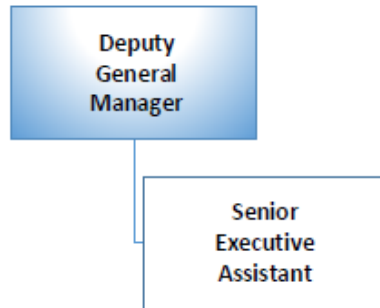 Deputy
General
Manager
Senior
Executive
Assistant